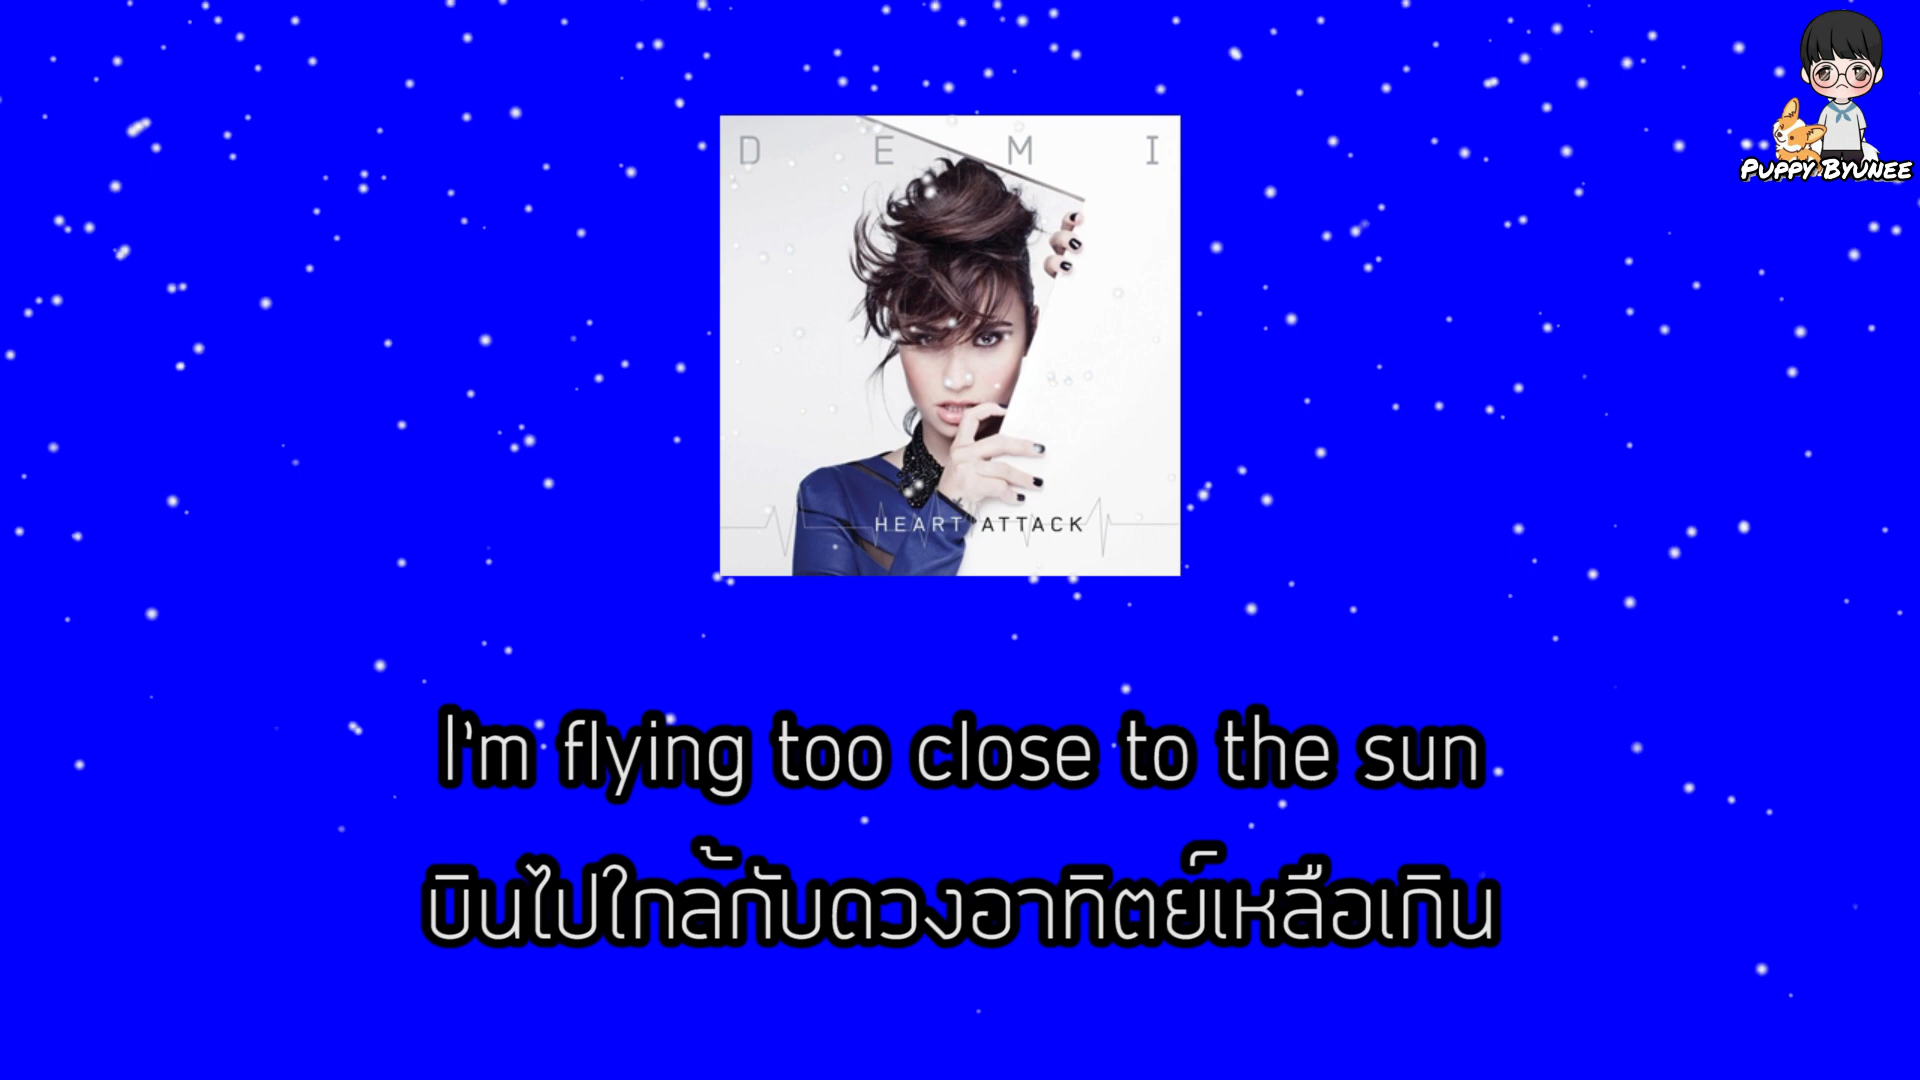 DEMI
HEART ATTACK
PUPPY BYUNEE
I'm flying too close to the sun
บินไปใกล้กับดวงอาทิตย์เหลือเกิน